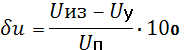 δu = (Uиз − Uу) / Uп · 100